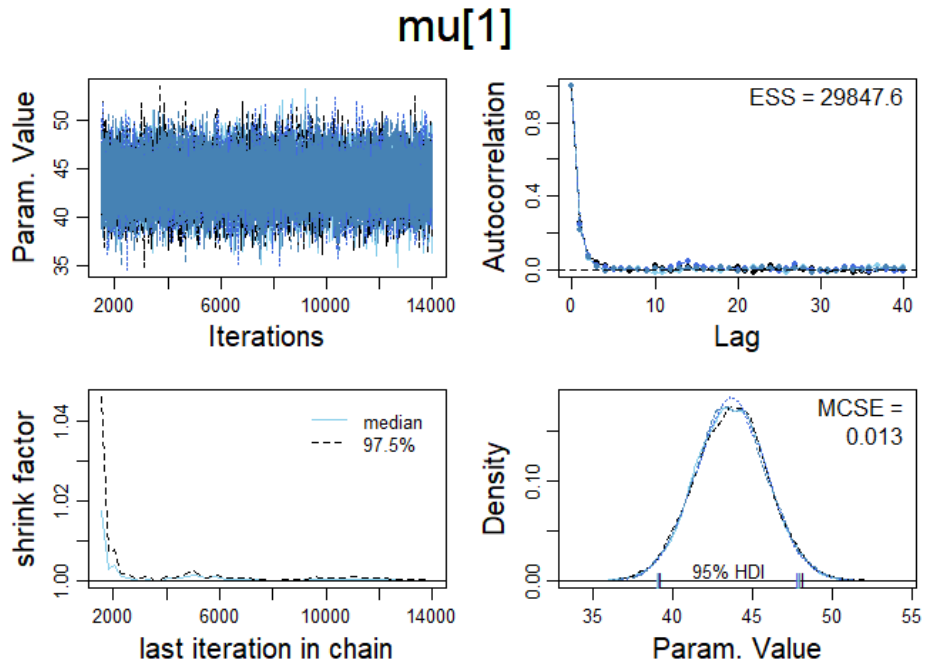 mu[1]
Param. Value
50
45
40
35
2000
6000
10000
14000
Iterations
Autocorrelation
0.8
0.4
0.0
ESS = 29847.6
0
10
20
30
40
Lag
shrink factor
1.04
1.02
1.00
median
97.5%
2000
6000
10000
14000
last iteration in chain
Density
0.10
0.00
MCSE =
0.013
95% HDI
35
40
45
50
55
Param. Value